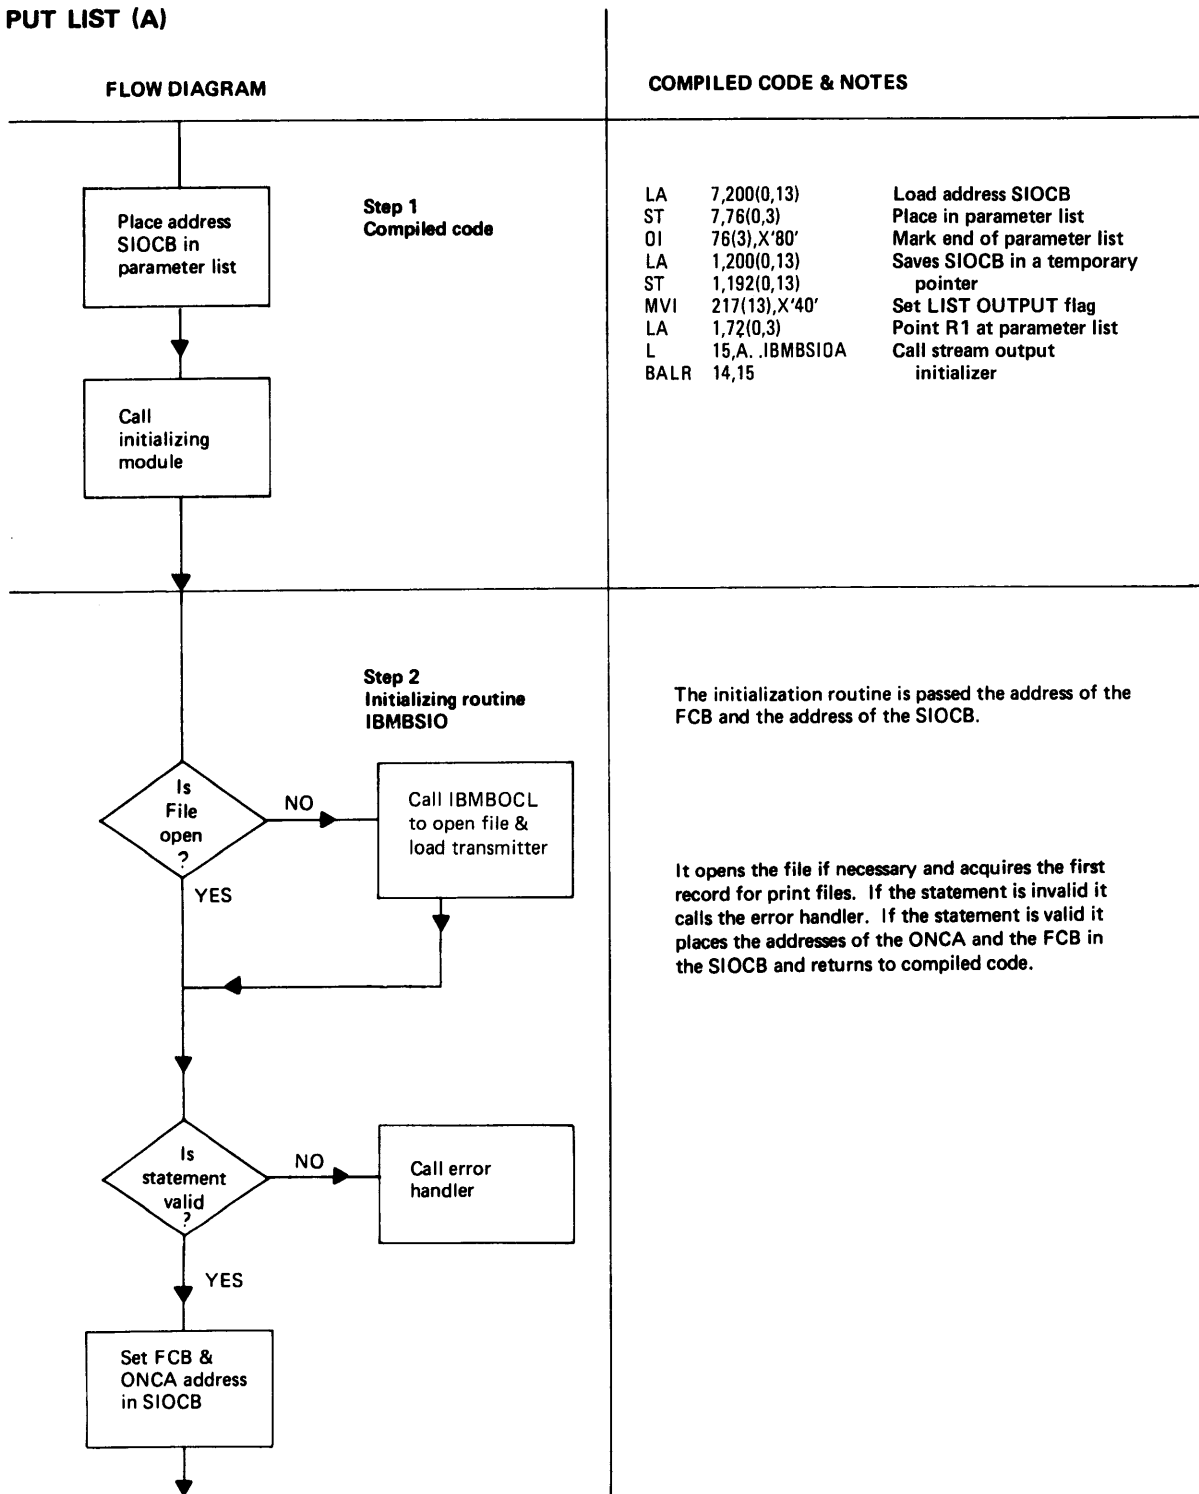 PUT LIST (A)
FLOW DIAGRAM
COMPILED CODE & NOTES
Place address
SIOCB in
parameter list
Step 1
Compiled code
LA 7,200(0,13) Load address SIOCB
ST 7,76(0,3) Place in parameter list
OI 76(3),X'80' Mark end of parameter list
LA 1,200(0,13) Saves SIOCB in a temporary
ST 1,192(0,13) pointer
MVI 217(13),X'40' Set LIST OUTPUT flag
LA 1,72(0,3) Point R1 at parameter list
L 15,A. .IBMBSIOA Call stream output
BALR 14,15 initializer
Call
initializing
module
Step 2
Initializing routine
IBMBSIO
The initialization routine is passed the address of the
FCB and the address of the SIOCB.
Is
File
open
?
NO
YES
Call IBMBOCL
to open file &
load transmitter
It opens the file if necessary and acquires the first
record for print files. If the statement is invalid it
calls the error handler. If the statement is valid it
places the addresses of the ONCA and the FCB in
the SIOCB and returns to compiled code.
Is
statement
valid
?
NO
YES
Call error
handler
Set FCB &
ONCA address
in SIOCB